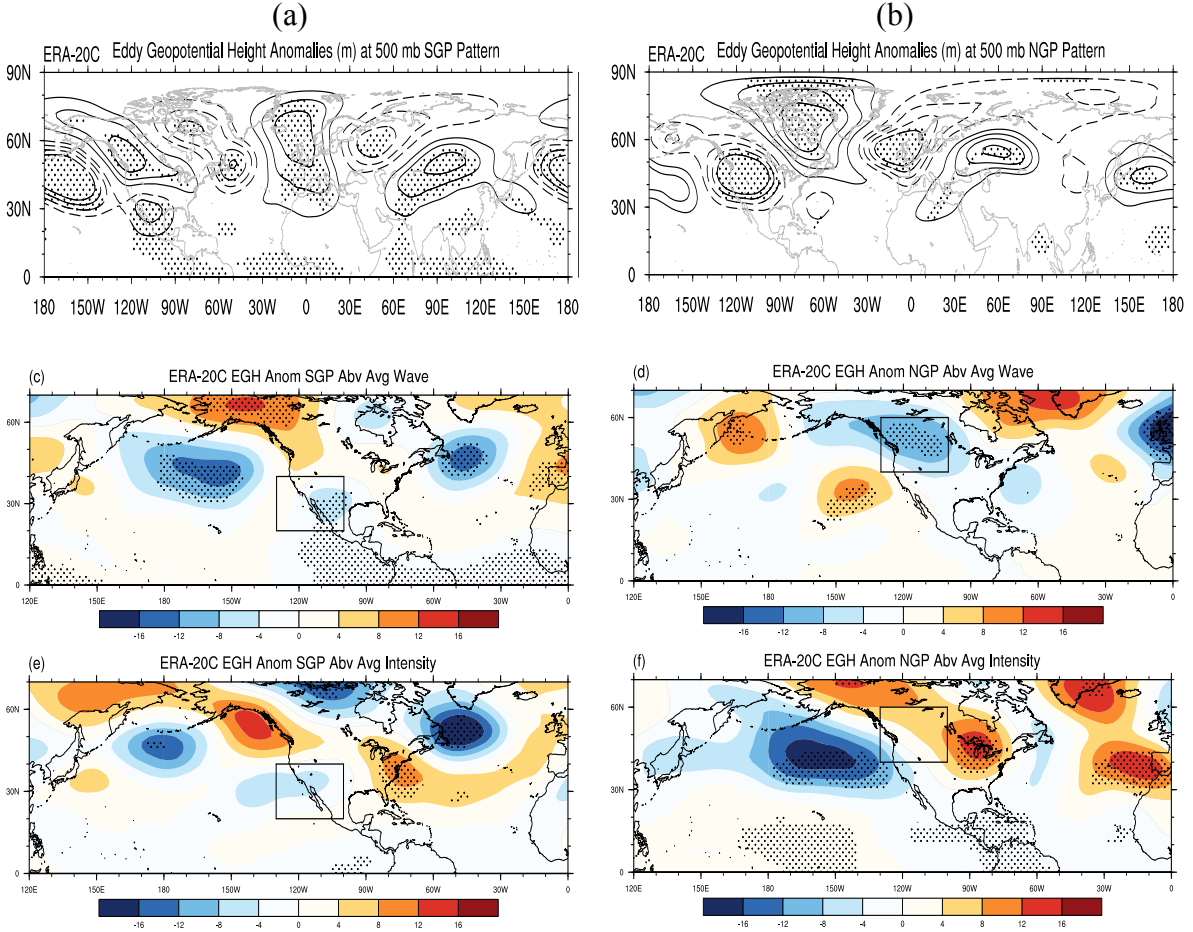 (a)
(b)
ERA-20C Eddy Geopotential Height Anomalies (m) at 500 mb SGP Pattern
90N
60N
30N
0
180 150W 120W 90W 60W 30W 0 30E 60E 90E 120E 150E 180
ERA-20C Eddy Geopotential Height Anomalies (m) at 500 mb NGP Pattern
90N
60N
30N
0
180 150W 120W 90W 60W 30W 0 30E 60E 90E 120E 150E 180
(c) ERA-20C EGH Anom SGP Abv Avg Wave
60N
30N
0
120E 150E 180 150W 120W 90W 60W 30W 0
-16 -12 -8 -4 0 4 8 12 16
(d) ERA-20C EGH Anom NGP Abv Avg Wave
60N
30N
0
120E 150E 180 150W 120W 90W 60W 30W 0
-16 -12 -8 -4 0 4 8 12 16
(e) ERA-20C EGH Anom SGP Abv Avg Intensity
60N
30N
0
120E 150E 180 150W 120W 90W 60W 30W 0
-16 -12 -8 -4 0 4 8 12 16
(f) ERA-20C EGH Anom NGP Abv Avg Intensity
60N
30N
0
120E 150E 180 150W 120W 90W 60W 30W 0
-16 -12 -8 -4 0 4 8 12 16